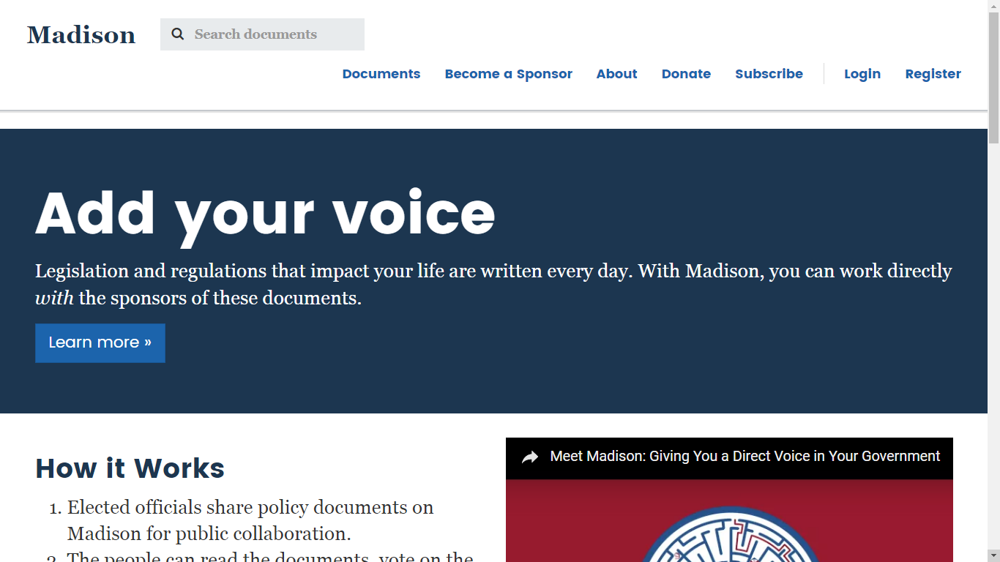 Madison
Search documents
Documents
Become a Sponsor
About
Donate
Subscribe
Login
Register
Add your voice
Legislation and regulations that impact your life are written every day. With Madison, you can work directly
with the sponsors of these documents.
Learn more »
How it Works
1. Elected officials share policy documents on
Madison for public collaboration.
2. The people can read the documents, vote on the
Meet Madison: Giving You a Direct Voice in Your Government